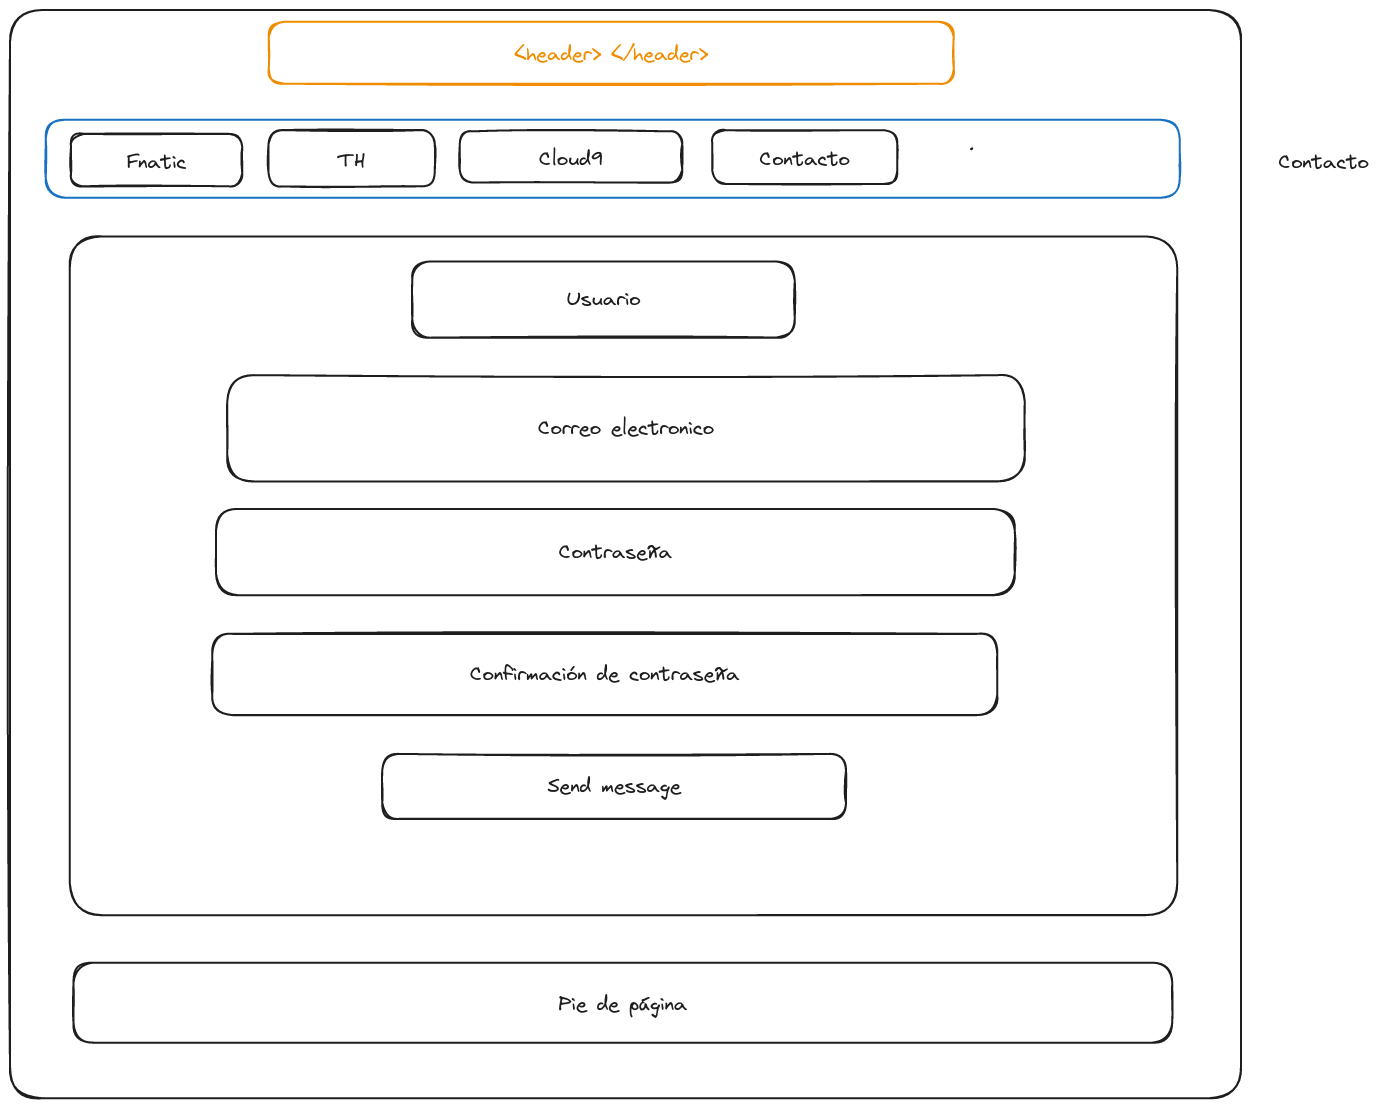 <header> </header>
Fnatic
TH
Cloud9
Contacto
Contacto
Usuario
Correo electronico
Contraseña
Confirmación de contraseña
Send message
Pie de página